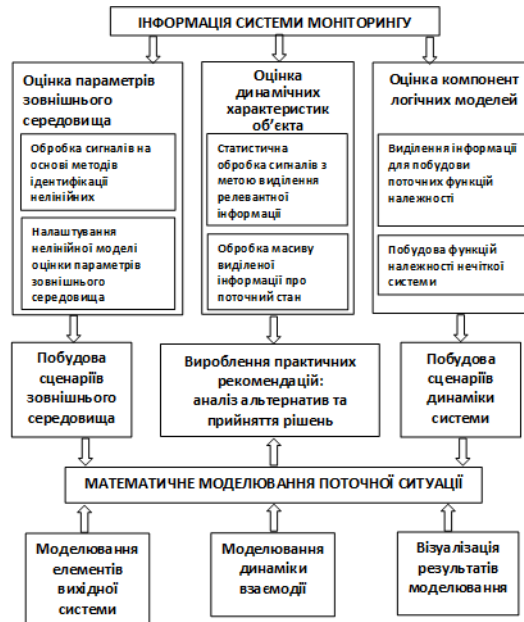 ІНФОРМАЦІЯ СИСТЕМИ МОНІТОРИНГУ
Оцінка параметрів
зовнішнього
середовища
Обробка сигналів на
основі методів
ідентифікації
нелінійних
Налаштування
нелінійної моделі
оцінки параметрів
зовнішнього
середовища
Оцінка
динамічних
характеристик
об’єкта
Статистична
обробка сигналів з
метою виділення
релевантної
інформації
Обробка масиву
виділеної
інформації про
поточний стан
Оцінка компонент
логічних моделей
Виділення інформації
для побудови
поточних функцій
належності
Побудова функцій
належності нечіткої
системи
Побудова
сценаріїв
зовнішнього
середовища
Вироблення практичних
рекомендацій:
аналіз альтернатив та
прийняття рішень
Побудова
сценаріїв
динаміки
системи
МАТЕМАТИЧНЕ МОДЕЛЮВАННЯ ПОТОЧНОЇ СИТУАЦІЇ
Моделювання
елементів
вихідної
системи
Моделювання
динаміки
взаємодії
Візуалізація
результатів
моделювання